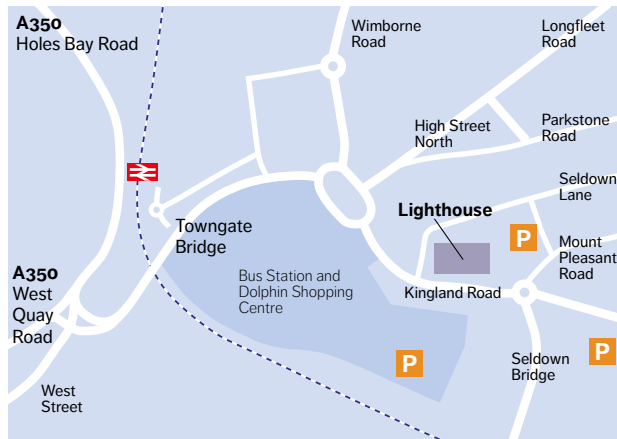 A350
Holes Bay Road
Wimborne
Road
Longfleet
Road
High Street
North
Parkstone
Road
Seldown
Lane
Lighthouse
P
Towngate
Bridge
Mount
Pleasant
Road
A350
West
Quay
Road
Bus Station and
Dolphin Shopping
Centre
Kingland Road
P
P
Seldown
Bridge
West
Street